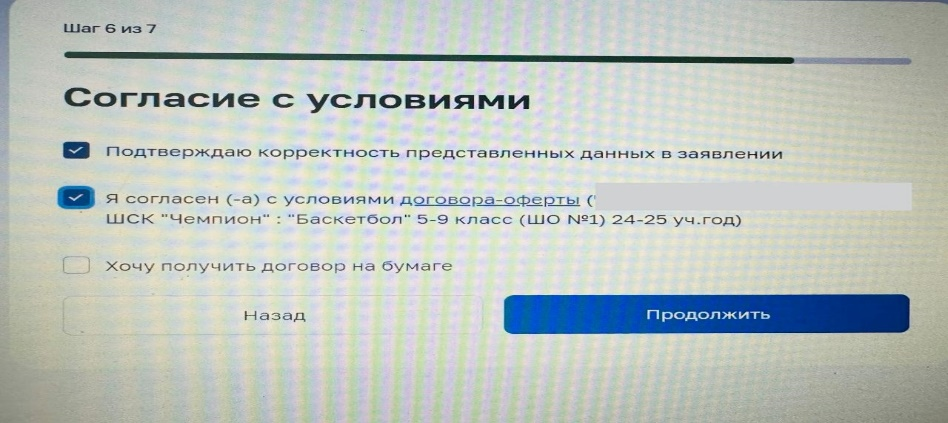 Шаг 6 из 7
Согласие с условиями
Подтверждаю корректность представленных данных в заявлении
Я согласен (-а) с условиями договора-оферты ("
ШСК "Чемпион" : "Баскетбол" 5-9 класс (ШО №1) 24-25 уч.год)
Хочу получить договор на бумаге
Назад
Продолжить